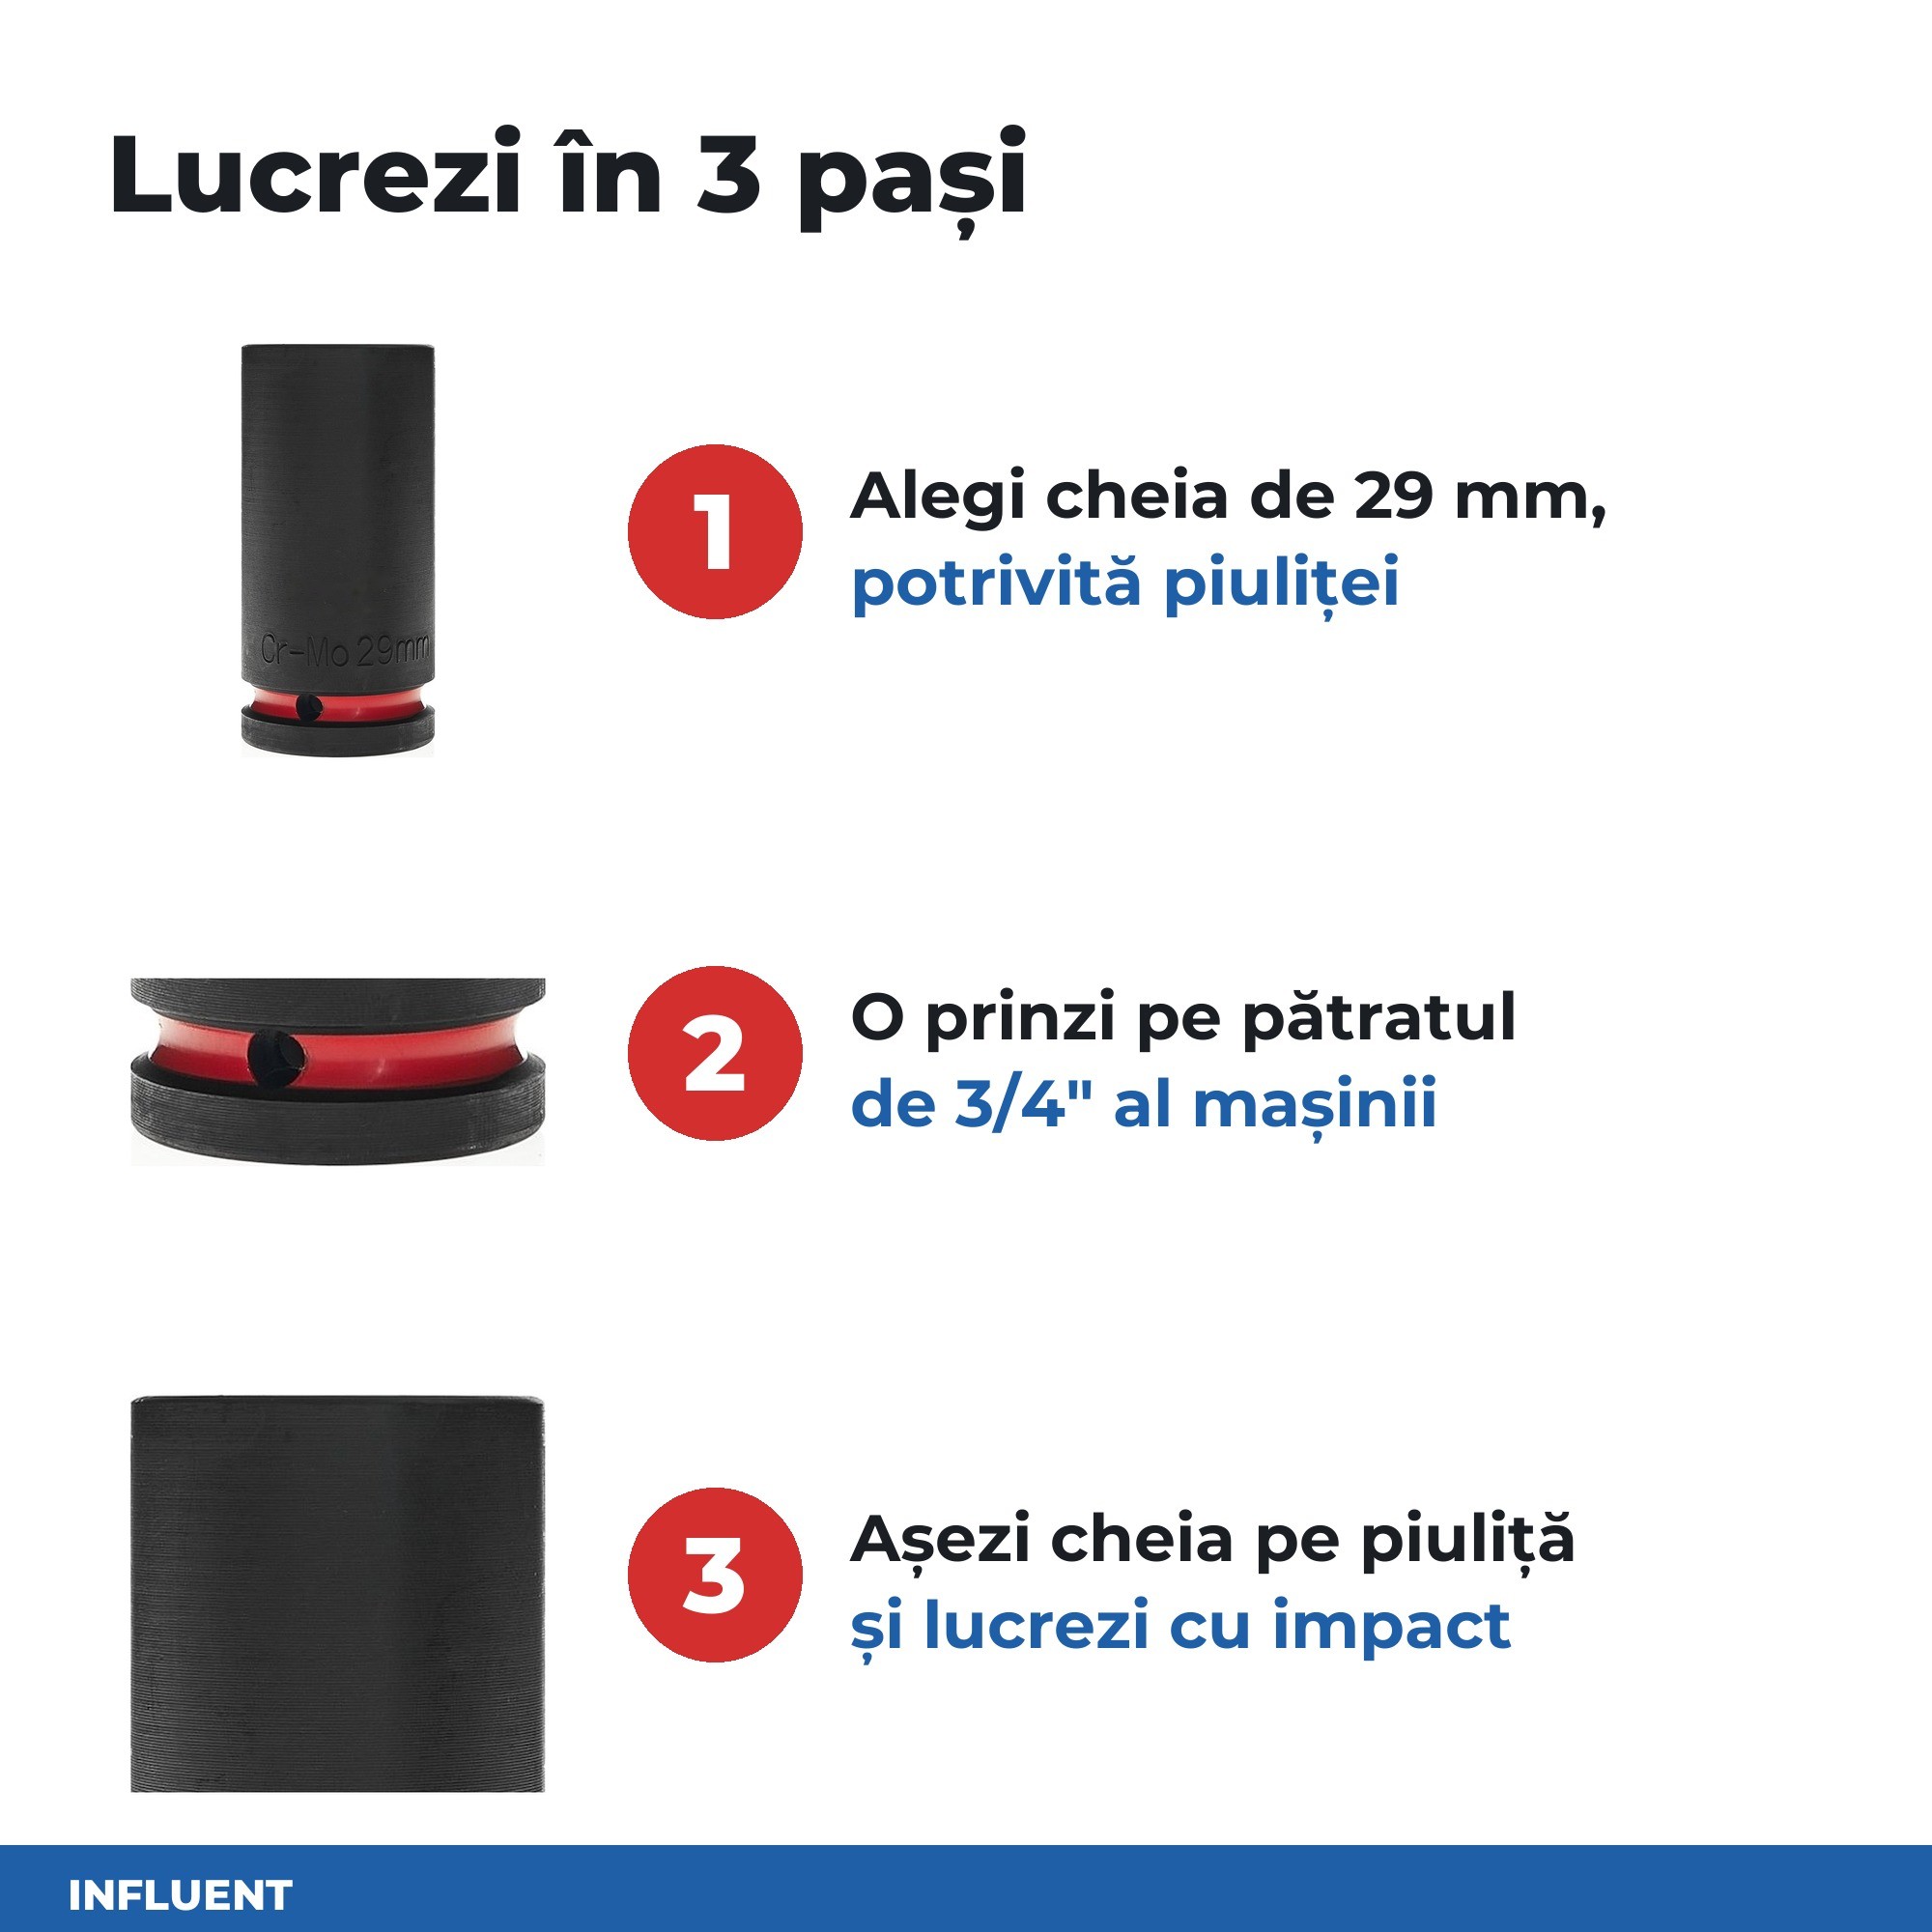 Lucrezi în 3 pași
Cr-Mo 29mm
1
Alegi cheia de 29 mm,
potrivită piuliței
2
O prinzi pe pătratul
de 3/4" al mașinii
3
Așezi cheia pe piuliță
și lucrezi cu impact
INFLUENT